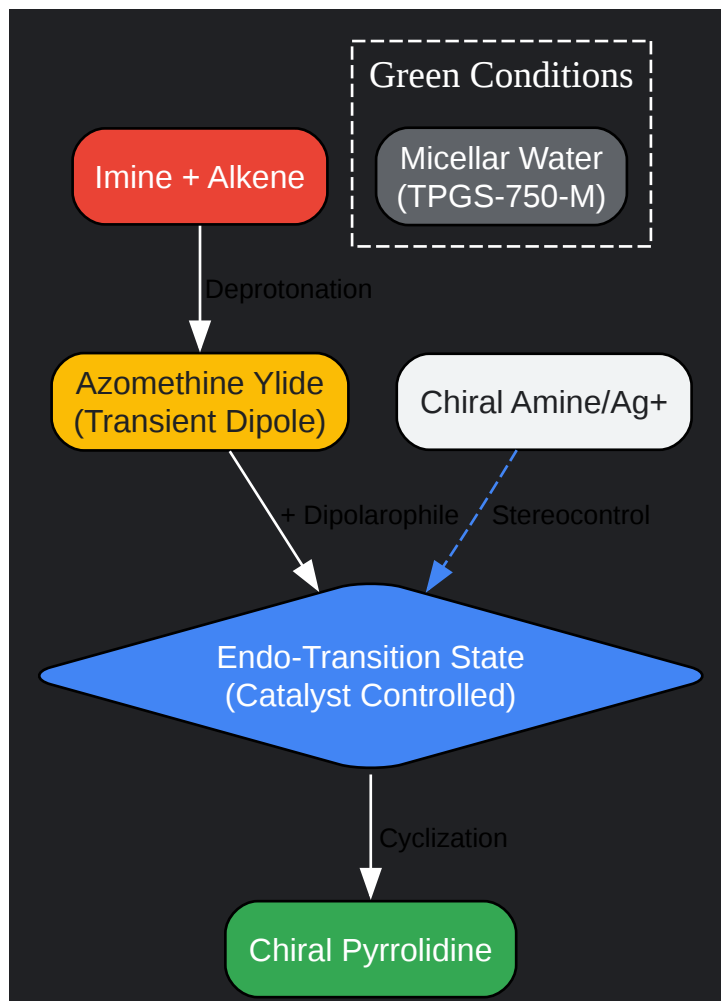 Green Conditions
Imine + Alkene
Micellar Water
(TPGS-750-M)
Deprotonation
Azomethine Ylide
(Transient Dipole)
Chiral Amine/Ag+
+ Dipolarophile
Stereocontrol
Endo-Transition State
(Catalyst Controlled)
Cyclization
Chiral Pyrrolidine